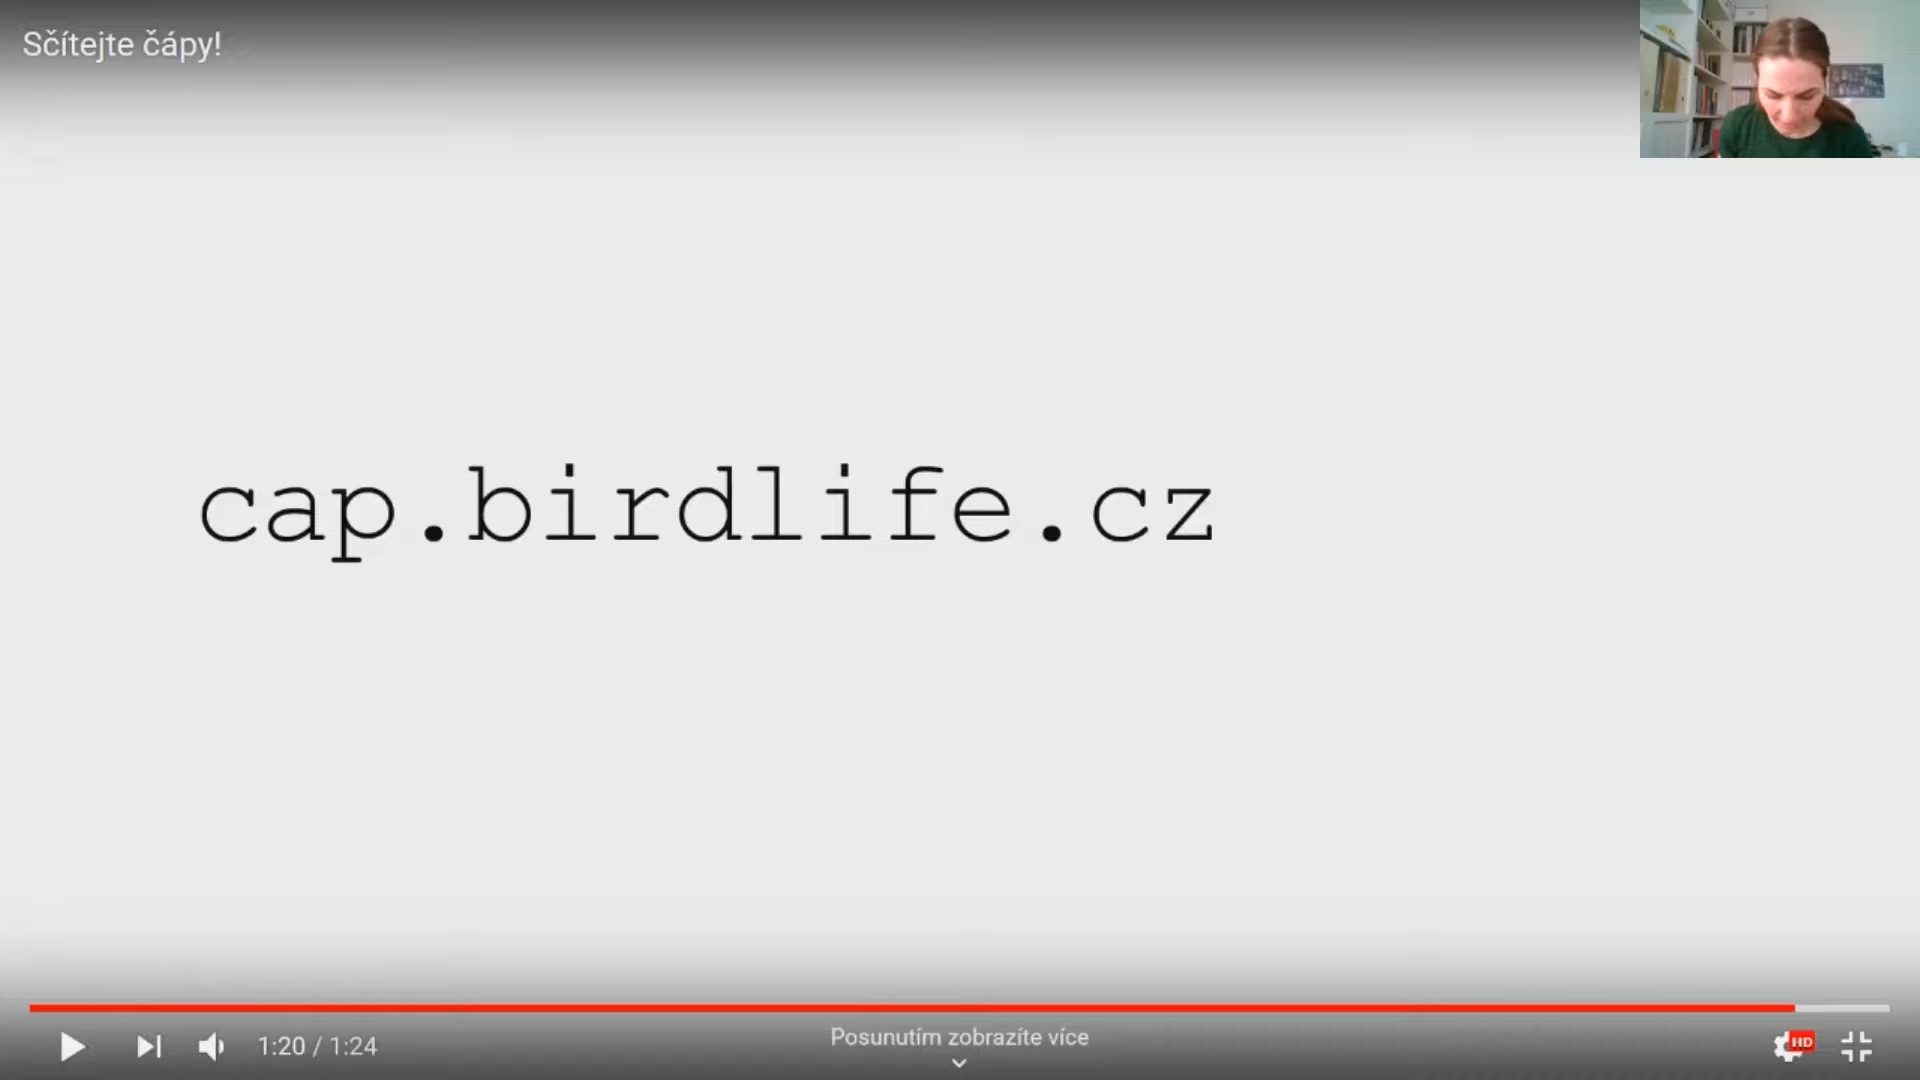 Sčítejte čápy!
cap.birdlife.cz
1:20 / 1:24
Posunutím zobrazíte více
HD